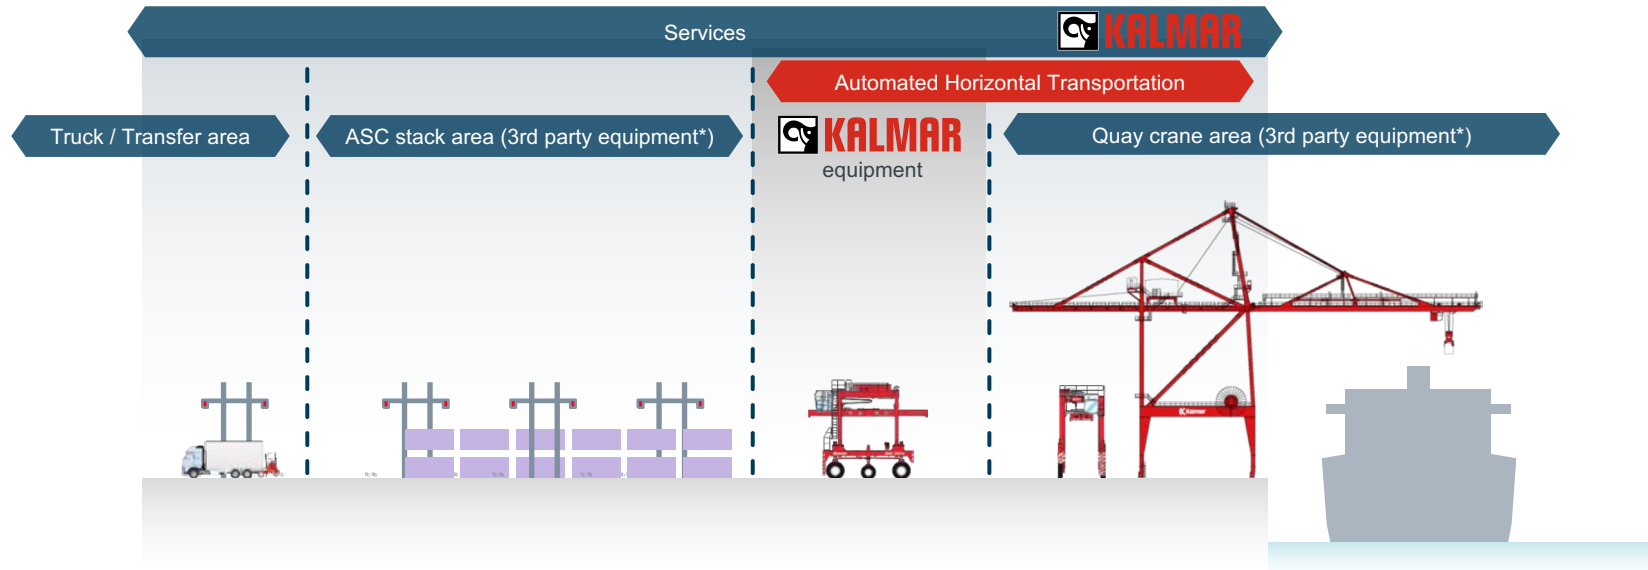 Services
KALMAR
Automated Horizontal Transportation
Truck / Transfer area
ASC stack area (3rd party equipment*)
KALMAR
equipment
Quay crane area (3rd party equipment*)
Kalmar